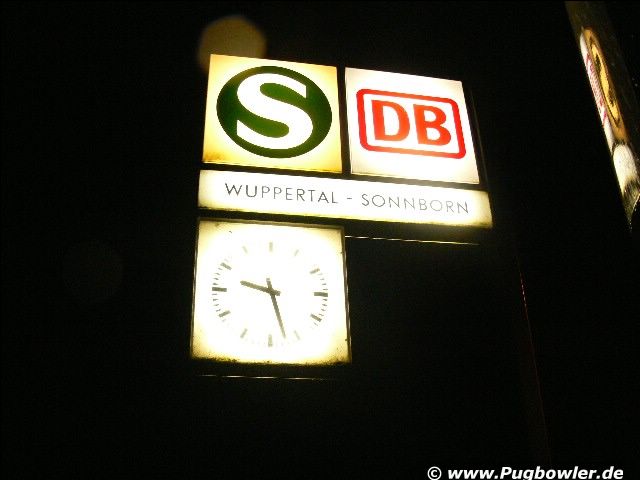 S
DB
WUPPERTAL - SONNBORN
© www.Pugbowler.de